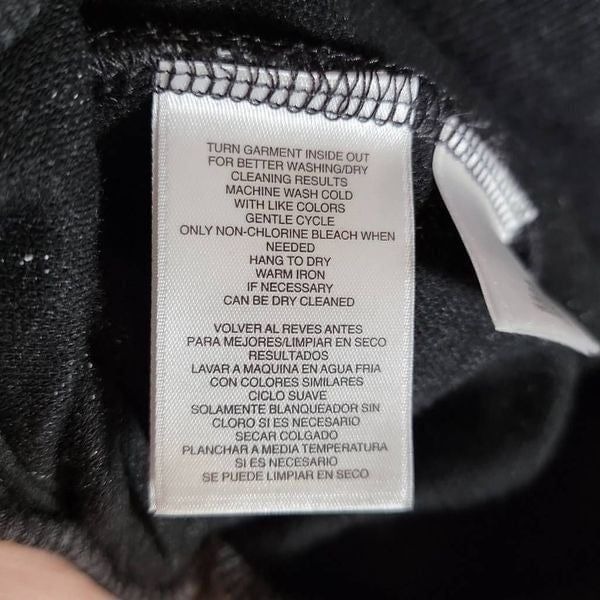 TURN GARMENT INSIDE OUT
FOR BETTER WASHING/DRY
CLEANING RESULTS
MACHINE WASH COLD
WITH LIKE COLORS
GENTLE CYCLE
ONLY NON-CHLORINE BLEACH WHEN
NEEDED
HANG TO DRY
WARM IRON
IF NECESSARY
CAN BE DRY CLEANED
VOLVER AL REVES ANTES
PARA MEJORES/LIMPIAR EN SECO
RESULTADOS
LAVAR A MAQUINA EN AGUA FRIA
CON COLORES SIMILARES
CICLO SUAVE
SOLAMENTE BLANQUEADOR SIN
CLORO SI ES NECESARIO
SECAR COLGADO
PLANCHAR A MEDIA TEMPERATURA
SI ES NECESARIO
SE PUEDE LIMPIAR EN SECO